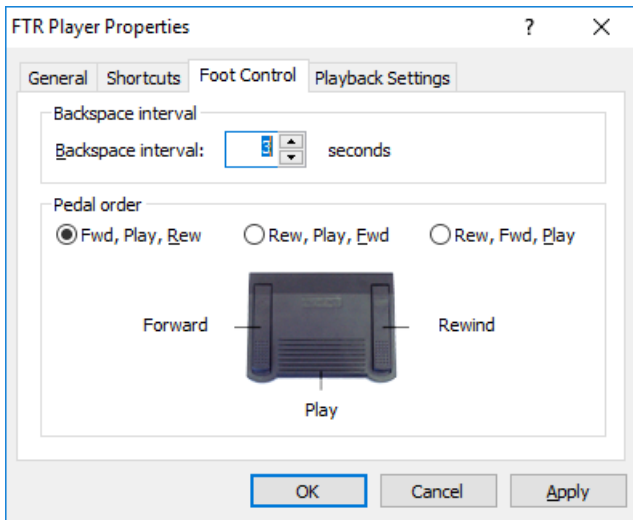 FTR Player Properties ?
General Shortcuts Foot Control Playback Settings
Backspace interval
Backspace interval: 3 seconds
Pedal order
Fwd, Play, Rew Rew, Play, Fwd Rew, Fwd, Play
Forward Rewind
Play
OK Cancel Apply